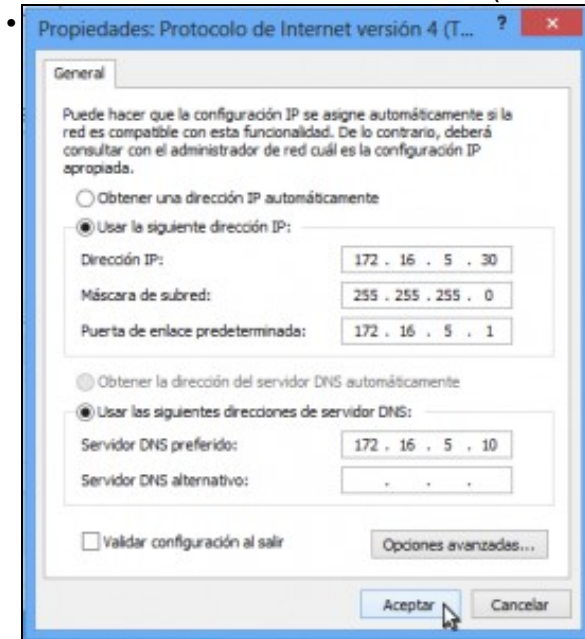 Propiedades: Protocolo de Internet versión 4 (T... ?
General
Puede hacer que la configuración IP se asigne automáticamente si la
red es compatible con esta funcionalidad. De lo contrario, deberá
consultar con el administrador de red cuál es la configuración IP
apropiada.
Obtener una dirección IP automáticamente
Usar la siguiente dirección IP:
Dirección IP: 172 . 16 . 5 . 30
Máscara de subred: 255 . 255 . 255 . 0
Puerta de enlace predeterminada: 172 . 16 . 5 . 1
Obtener la dirección del servidor DNS automáticamente
Usar las siguientes direcciones de servidor DNS:
Servidor DNS preferido: 172 . 16 . 5 . 10
Servidor DNS alternativo: . . .
Validar configuración al salir Opciones avanzadas...
Aceptar Cancelar